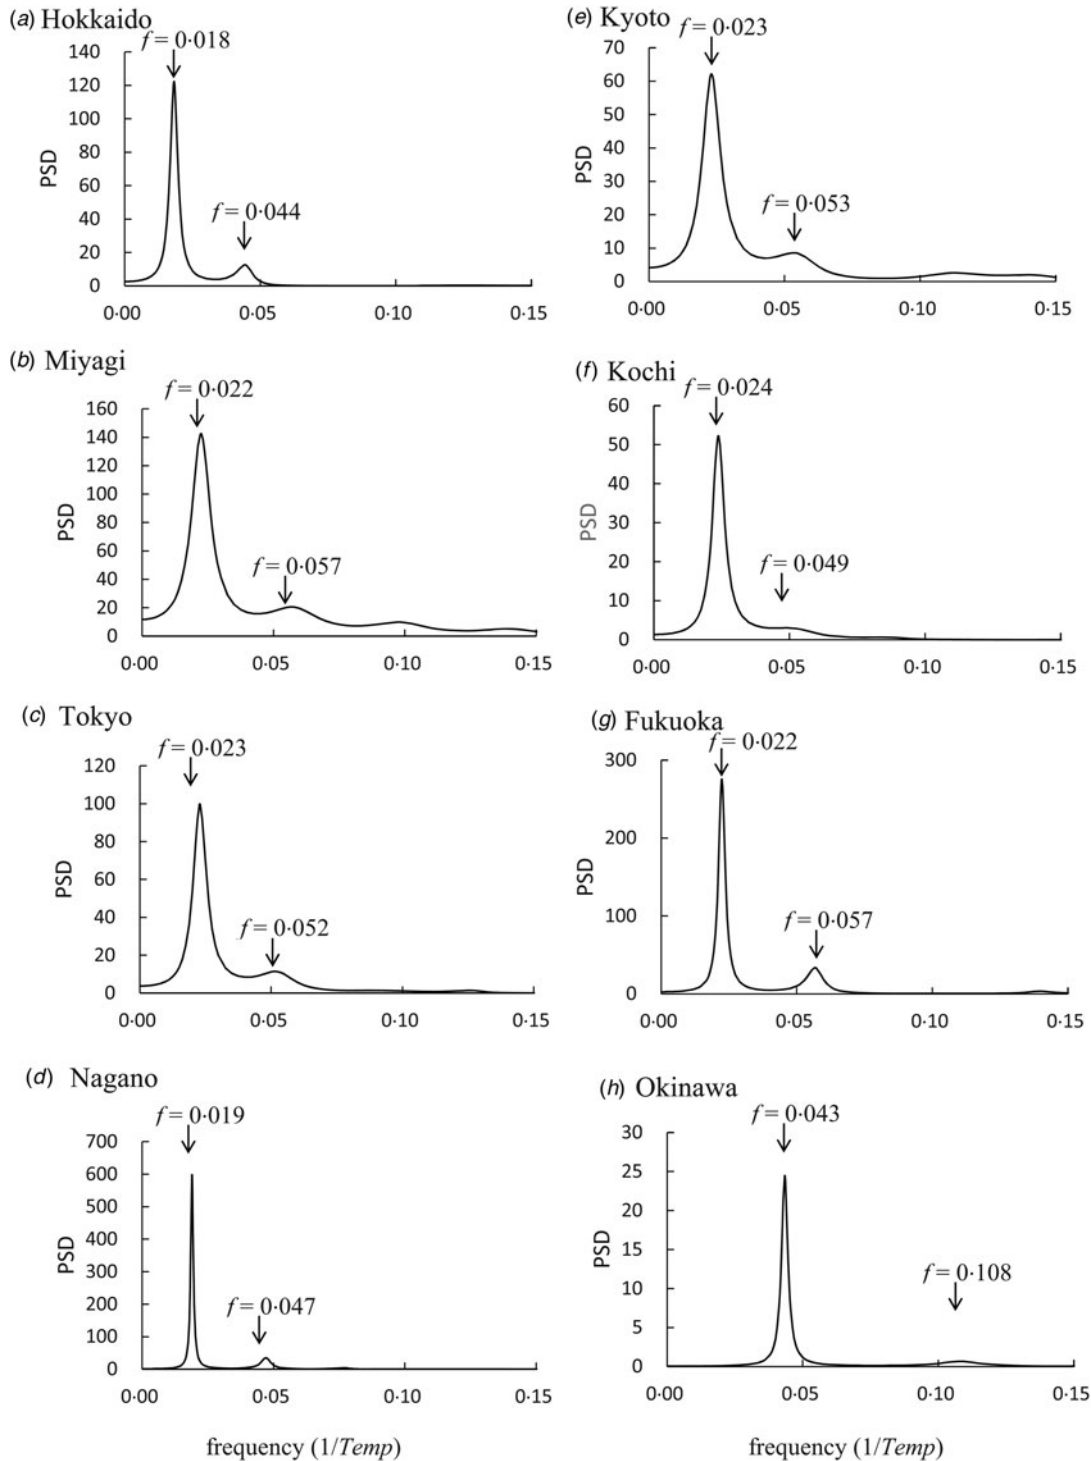 (a) Hokkaido
f = 0·018
140
120
100
80
60
40
20
0
PSD
f = 0·044
0·00 0·05 0·10 0·15
(b) Miyagi
f = 0·022
160
140
120
100
80
60
40
20
0
PSD
f = 0·057
0·00 0·05 0·10 0·15
(c) Tokyo
f = 0·023
120
100
80
60
40
20
0
PSD
f = 0·052
0·00 0·05 0·10 0·15
(d) Nagano
f = 0·019
700
600
500
400
300
200
100
0
PSD
f = 0·047
0·00 0·05 0·10 0·15
frequency (1/Temp)
(e) Kyoto
f = 0·023
70
60
50
40
30
20
10
0
PSD
f = 0·053
0·00 0·05 0·10 0·15
(f) Kochi
f = 0·024
60
50
40
30
20
10
0
PSD
f = 0·049
0·00 0·05 0·10 0·15
(g) Fukuoka
f = 0·022
300
200
100
0
PSD
f = 0·057
0·00 0·05 0·10 0·15
(h) Okinawa
f = 0·043
30
25
20
15
10
5
0
PSD
f = 0·108
0·00 0·05 0·10 0·15
frequency (1/Temp)